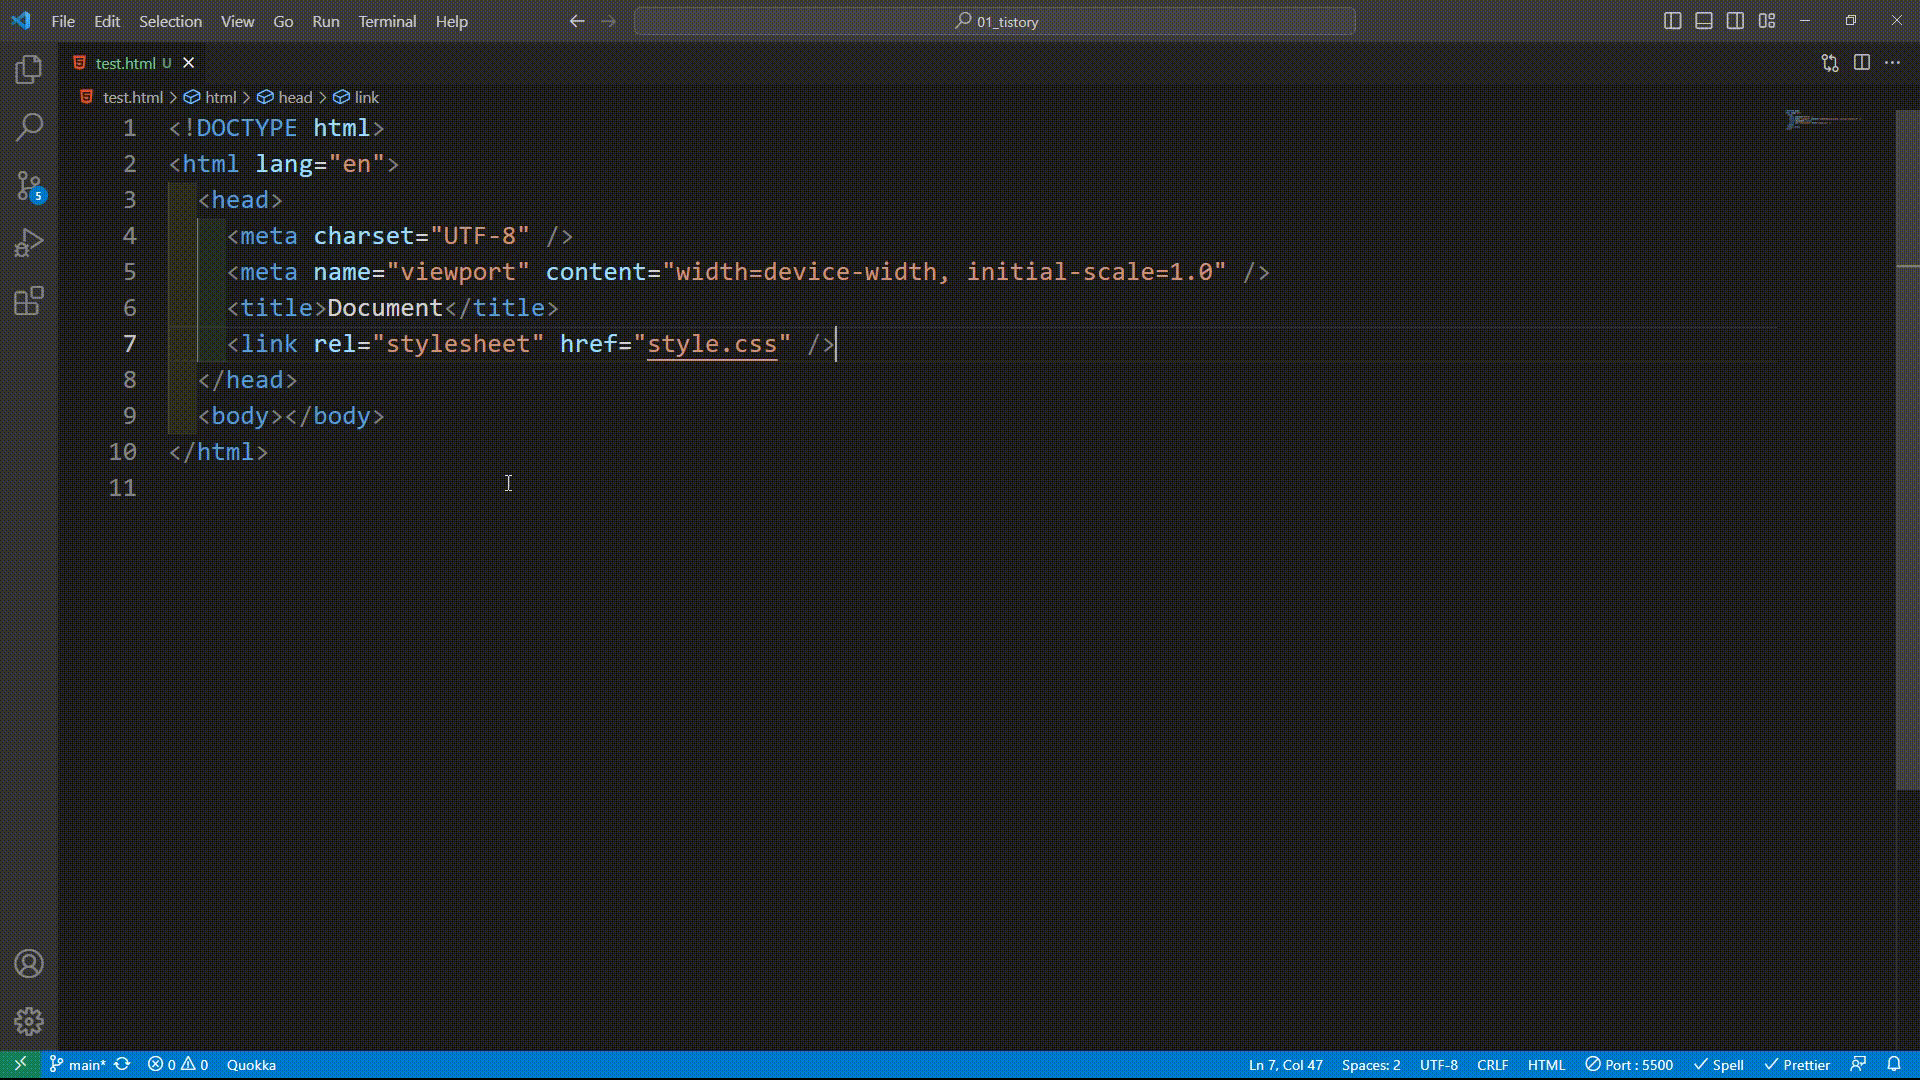 File Edit Selection View Go Run Terminal Help 01_tistory
test.html U
test.html > html > head > link
1 <!DOCTYPE html>
2 <html lang="en">
3 <head>
4 <meta charset="UTF-8" />
5 <meta name="viewport" content="width=device-width, initial-scale=1.0" />
6 <title>Document</title>
7 <link rel="stylesheet" href="style.css" />
8 </head>
9 <body></body>
10 </html>
11
5
main* 0 0 Quokka Ln 7, Col 47 Spaces: 2 UTF-8 CRLF HTML Port : 5500 Spell Prettier